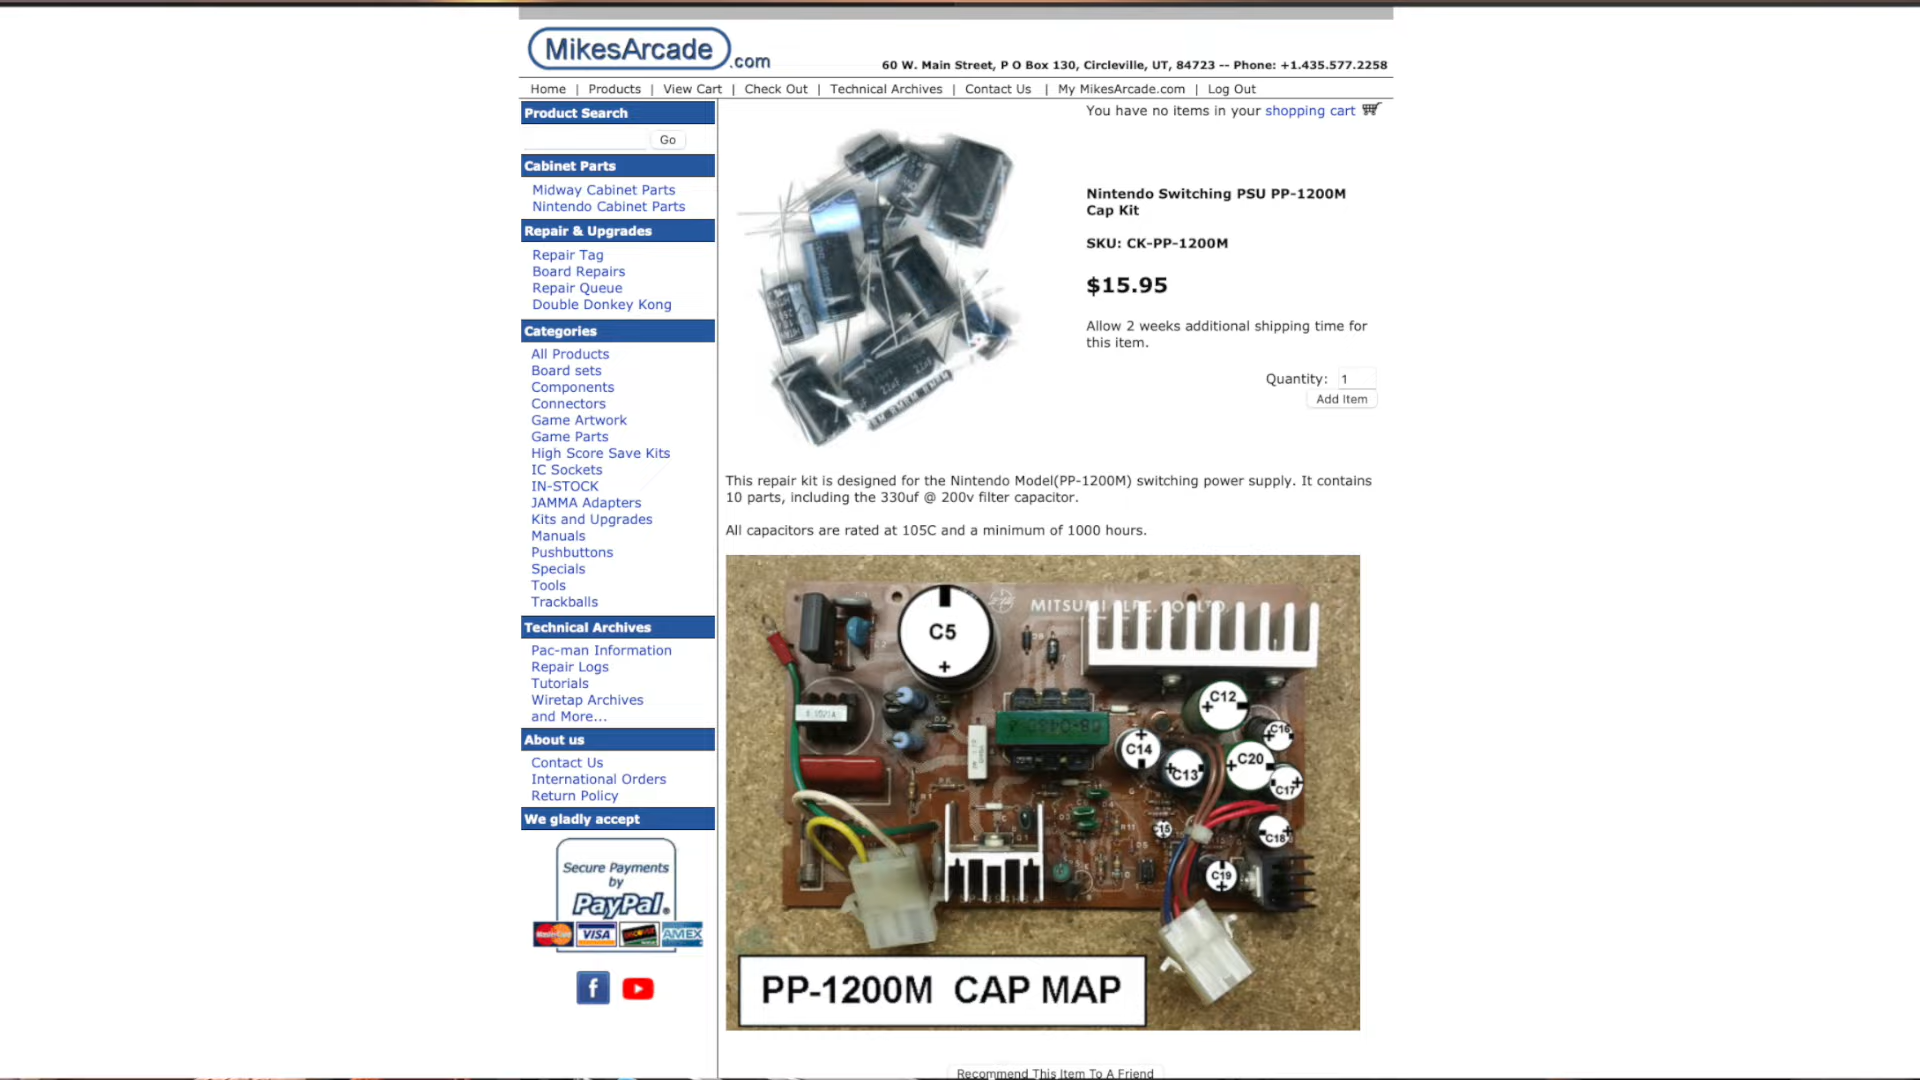 MikesArcade.com
60 W. Main Street, P O Box 130, Circleville, UT, 84723 -- Phone: +1.435.577.2258
Home | Products | View Cart | Check Out | Technical Archives | Contact Us | My MikesArcade.com | Log Out
Product Search
Go
Cabinet Parts
Midway Cabinet Parts
Nintendo Cabinet Parts
Repair & Upgrades
Repair Tag
Board Repairs
Repair Queue
Double Donkey Kong
Categories
All Products
Board sets
Components
Connectors
Game Artwork
Game Parts
High Score Save Kits
IC Sockets
IN-STOCK
JAMMA Adapters
Kits and Upgrades
Manuals
Pushbuttons
Specials
Tools
Trackballs
Technical Archives
Pac-man Information
Repair Logs
Tutorials
Wiretap Archives
and More...
About us
Contact Us
International Orders
Return Policy
We gladly accept
Secure Payments
by
PayPal
MasterCard VISA DISCOVER AMEX
You have no items in your shopping cart
Nintendo Switching PSU PP-1200M
Cap Kit
SKU: CK-PP-1200M
$15.95
Allow 2 weeks additional shipping time for
this item.
Quantity: 1
Add Item
This repair kit is designed for the Nintendo Model(PP-1200M) switching power supply. It contains
10 parts, including the 330uf @ 200v filter capacitor.
All capacitors are rated at 105C and a minimum of 1000 hours.
MITSUMI
C5
C12
C16
C14
C20
C13
C17
C15
C18
C19
PP-1200M CAP MAP
Recommend This Item To A Friend